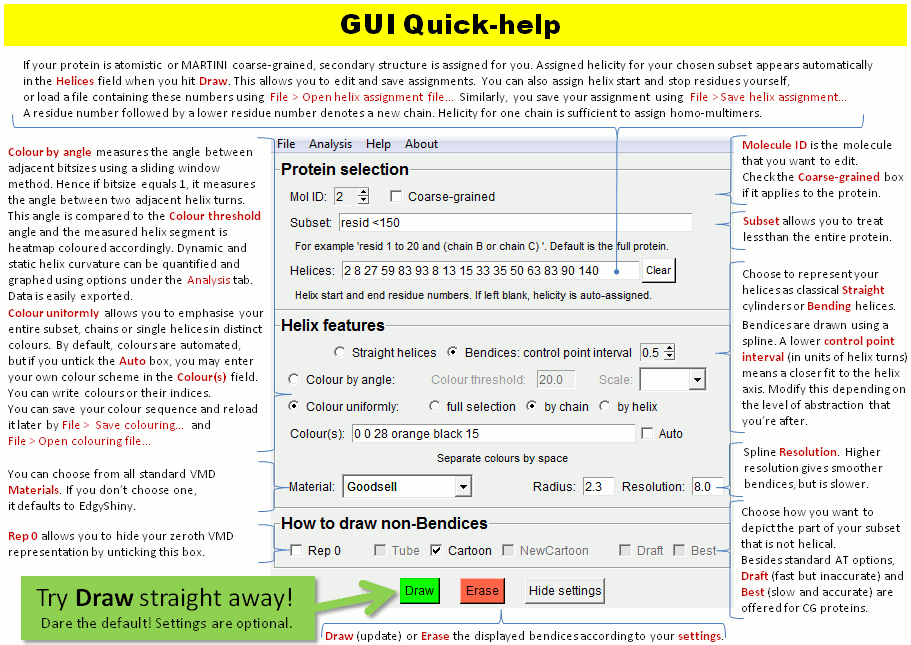 GUI Quick-help
If your protein is atomistic or MARTINI coarse-grained, secondary structure is assigned for you. Assigned helicity for your chosen subset appears automatically
in the Helices field when you hit Draw. This allows you to edit and save assignments. You can also assign helix start and stop residues yourself,
or load a file containing these numbers using File > Open helix assignment file... Similarly, you save your assignment using File > Save helix assignment...
A residue number followed by a lower residue number denotes a new chain. Helicity for one chain is sufficient to assign homo-multimers.
Colour by angle measures the angle between
adjacent bitsizes using a sliding window
method. Hence if bitsize equals 1, it measures
the angle between two adjacent helix turns.
This angle is compared to the Colour threshold
angle and the measured helix segment is
heatmap coloured accordingly. Dynamic and
static helix curvature can be quantified and
graphed using options under the Analysis tab.
Data is easily exported.
Colour uniformly allows you to emphasise your
entire subset, chains or single helices in distinct
colours. By default, colours are automated,
but if you untick the Auto box, you may enter
your own colour scheme in the Colour(s) field.
You can write colours or their indices.
You can save your colour sequence and reload
it later by File > Save colouring... and
File > Open colouring file...
You can choose from all standard VMD
Materials. If you don't choose one,
it defaults to EdgyShiny.
Rep 0 allows you to hide your zeroth VMD
representation by unticking this box.
File Analysis Help About
Protein selection
Mol ID: 2 Coarse-grained
Subset: resid <150
For example 'resid 1 to 20 and (chain B or chain C) '. Default is the full protein.
Helices: 2 8 27 59 83 93 8 13 15 33 35 50 63 83 90 140 Clear
Helix start and end residue numbers. If left blank, helicity is auto-assigned.
Helix features
Straight helices Bendices: control point interval 0.5
Colour by angle: Colour threshold: 20.0 Scale:
Colour uniformly: full selection by chain by helix
Colour(s): 0 0 28 orange black 15 Auto
Separate colours by space
Material: Goodsell Radius: 2.3 Resolution: 8.0
How to draw non-Bendices
Rep 0 Tube Cartoon NewCartoon Draft Best
Draw Erase Hide settings
Molecule ID is the molecule
that you want to edit.
Check the Coarse-grained box
if it applies to the protein.
Subset allows you to treat
less than the entire protein.
Choose to represent your
helices as classical Straight
cylinders or Bending helices.
Bendices are drawn using a
spline. A lower control point
interval (in units of helix turns)
means a closer fit to the helix
axis. Modify this depending on
the level of abstraction that
you're after.
Spline Resolution. Higher
resolution gives smoother
bendices, but is slower.
Choose how you want to
depict the part of your subset
that is not helical.
Besides standard AT options,
Draft (fast but inaccurate) and
Best (slow and accurate) are
offered for CG proteins.
Try Draw straight away!
Dare the default! Settings are optional.
Draw (update) or Erase the displayed bendices according to your settings.